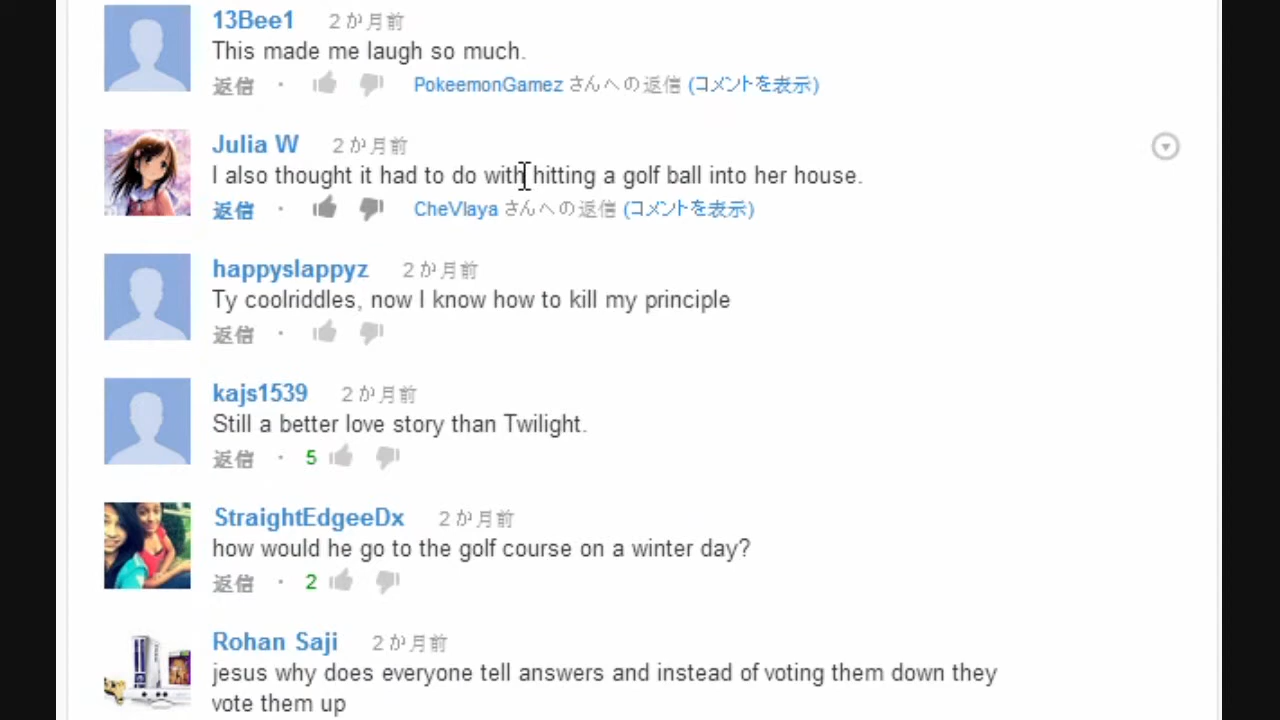 13Bee1 2 か月前
This made me laugh so much.
返信 · PokeemonGamez さんへの返信 (コメントを表示)
Julia W 2 か月前
I also thought it had to do with hitting a golf ball into her house.
返信 · CheVlaya さんへの返信 (コメントを表示)
happyslappyz 2 か月前
Ty coolriddles, now I know how to kill my principle
返信 ·
kajs1539 2 か月前
Still a better love story than Twilight.
返信 · 5
StraightEdgeeDx 2 か月前
how would he go to the golf course on a winter day?
返信 · 2
Rohan Saji 2 か月前
jesus why does everyone tell answers and instead of voting them down they
vote them up